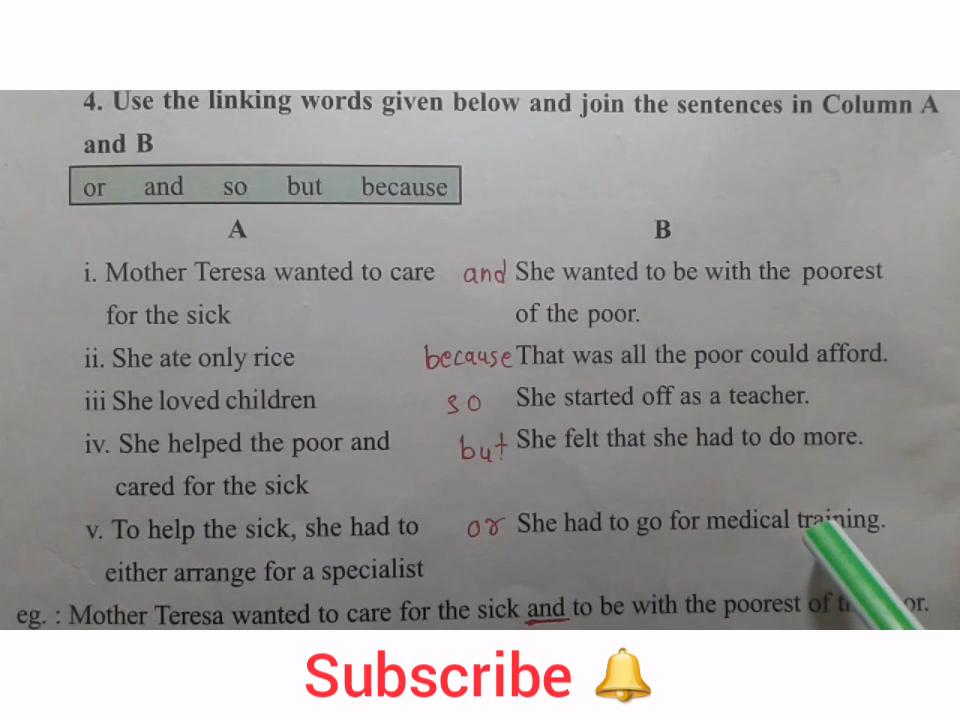 4. Use the linking words given below and join the sentences in Column A
and B
or and so but because
A B
i. Mother Teresa wanted to care and She wanted to be with the poorest
for the sick of the poor.
ii. She ate only rice because That was all the poor could afford.
iii She loved children so She started off as a teacher.
iv. She helped the poor and but She felt that she had to do more.
cared for the sick
v. To help the sick, she had to or She had to go for medical training.
either arrange for a specialist
eg. : Mother Teresa wanted to care for the sick and to be with the poorest of
Subscribe